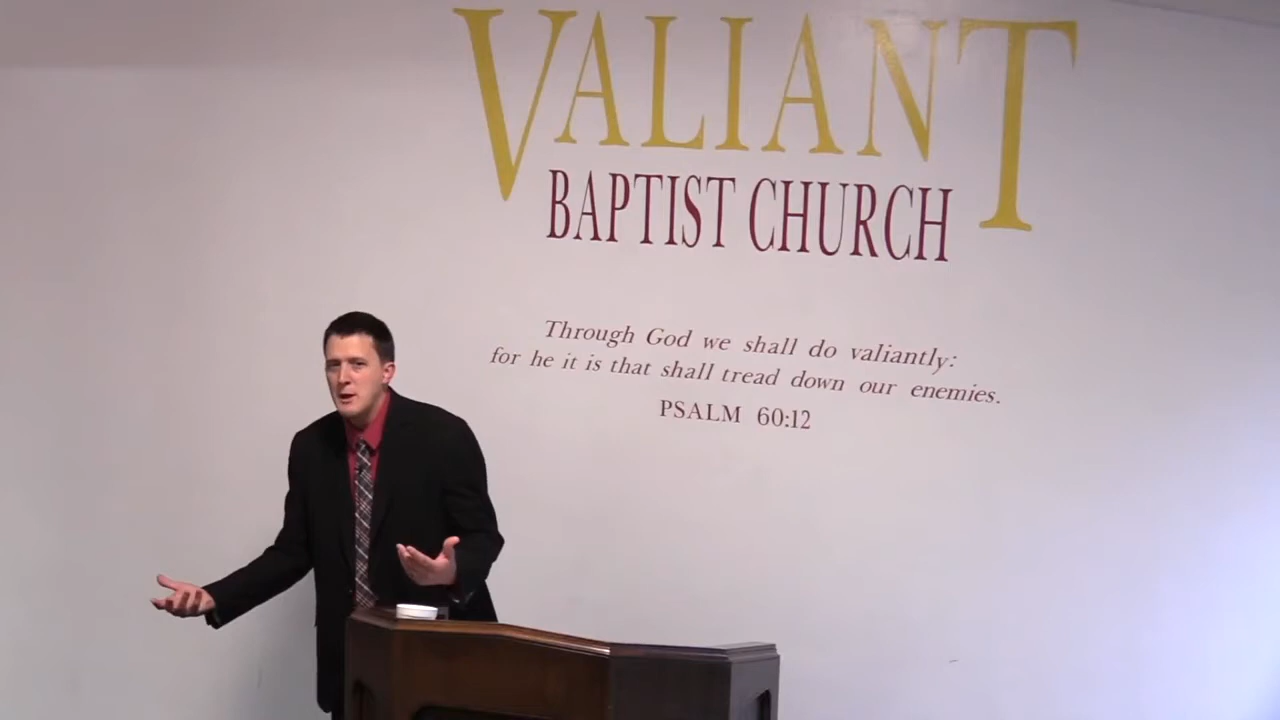 VALIANT
BAPTIST CHURCH
Through God we shall do valiantly:
for he it is that shall tread down our enemies.
PSALM 60:12